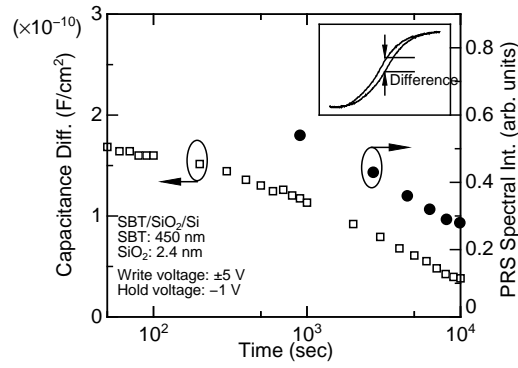 (×10⁻¹⁰)
3
2
1
0
Capacitance Diff. (F/cm²)
0.8
0.6
0.4
0.2
0
PRS Spectral Int. (arb. units)
Difference
SBT/SiO₂/Si
SBT: 450 nm
SiO₂: 2.4 nm
Write voltage: ±5 V
Hold voltage: −1 V
10²
10³
10⁴
Time (sec)